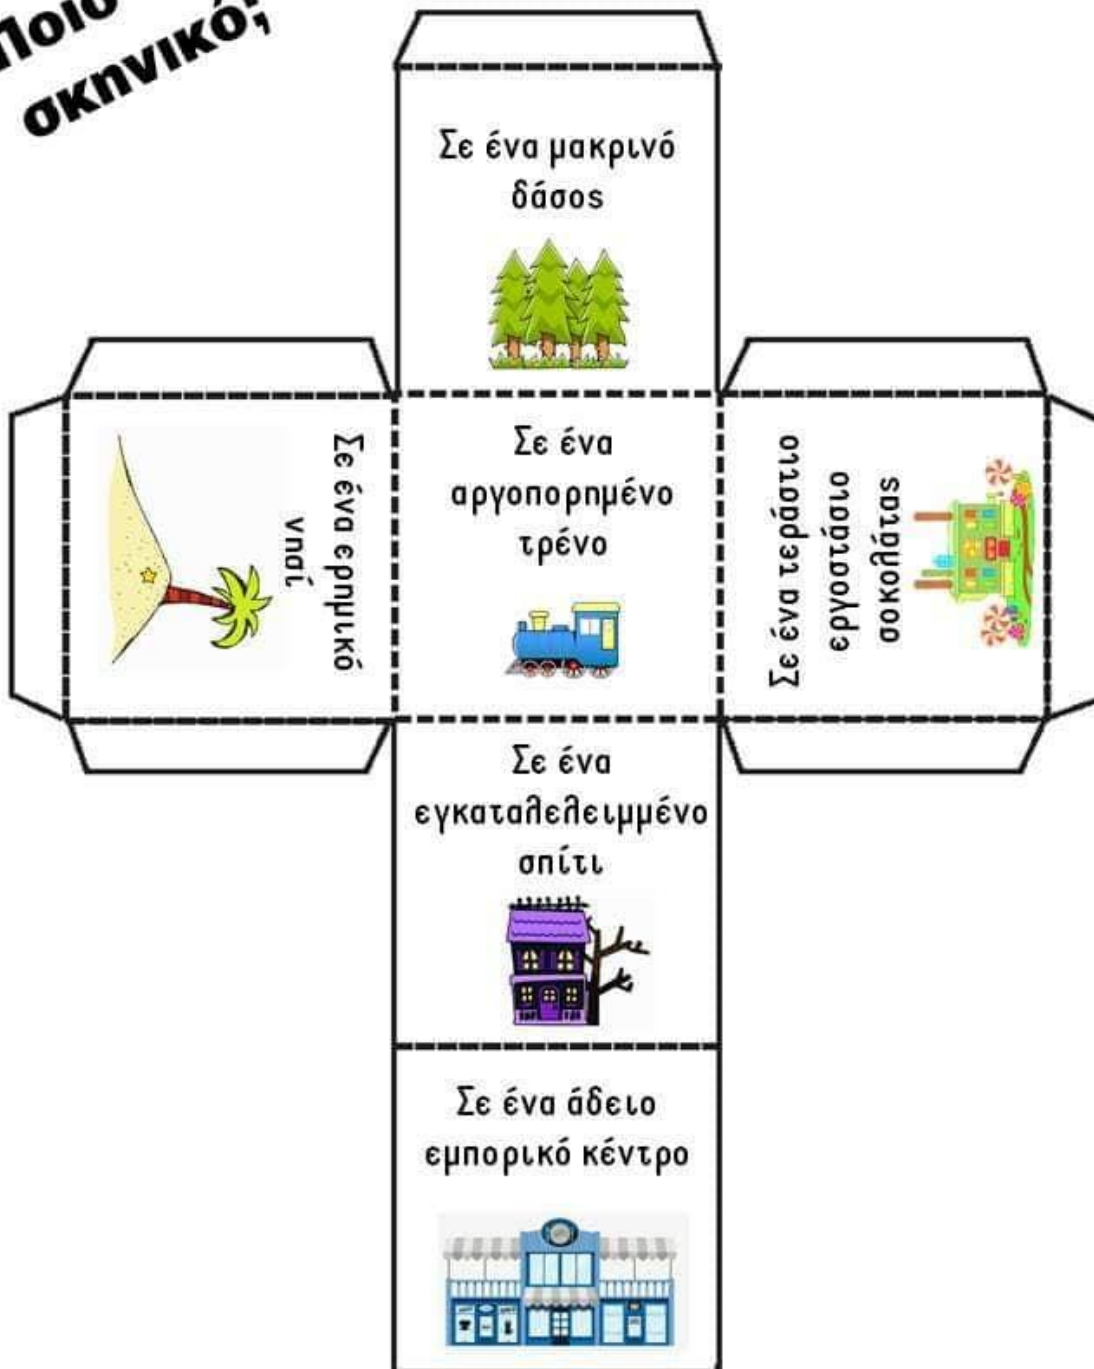 Ποιο
σκηνικό;
Σε ένα μακρινό
δάσος
Σε ένα ερημικό
νησί
Σε ένα
αργοπορημένο
τρένο
Σε ένα τεράστιο
εργοστάσιο
σοκολάτας
Σε ένα
εγκαταλελειμμένο
σπίτι
Σε ένα άδειο
εμπορικό κέντρο